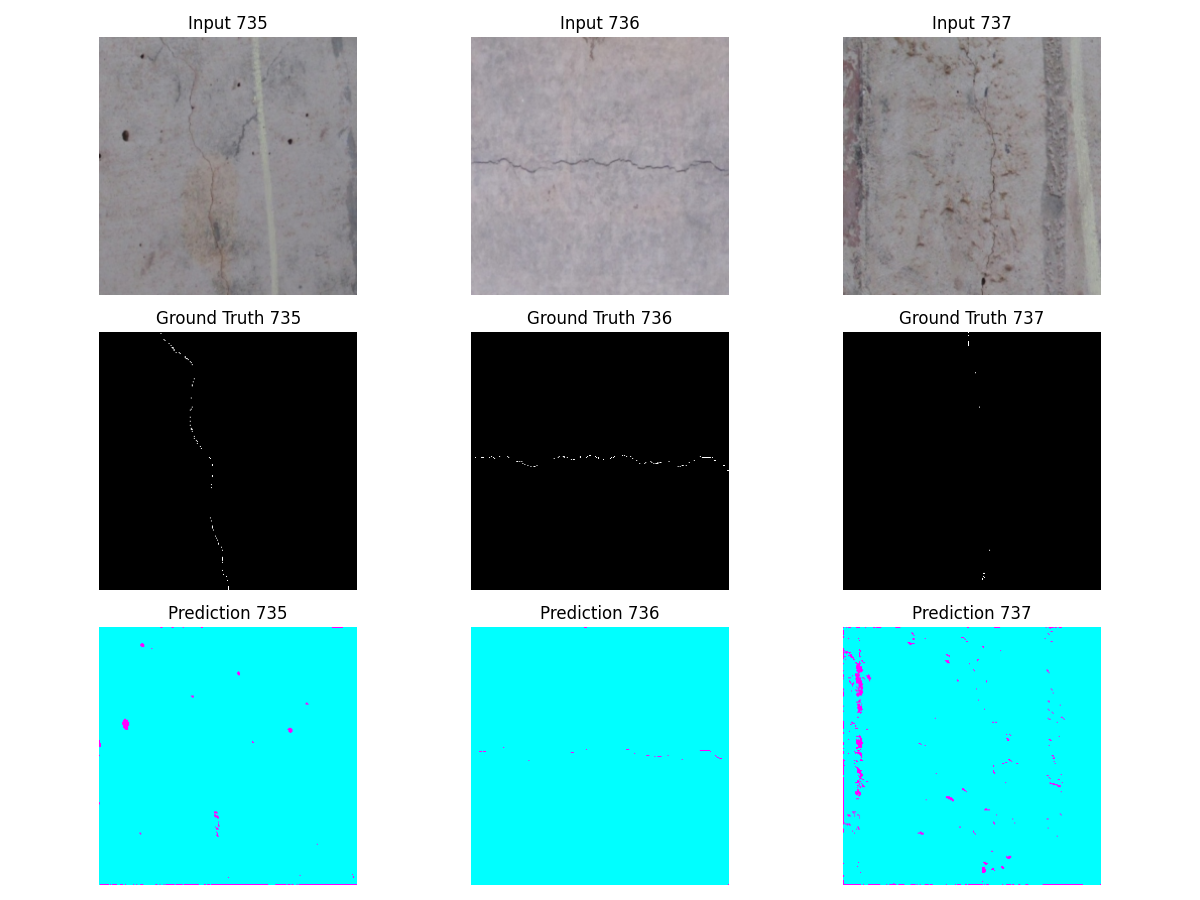 Input 735
Input 736
Input 737
Ground Truth 735
Ground Truth 736
Ground Truth 737
Prediction 735
Prediction 736
Prediction 737